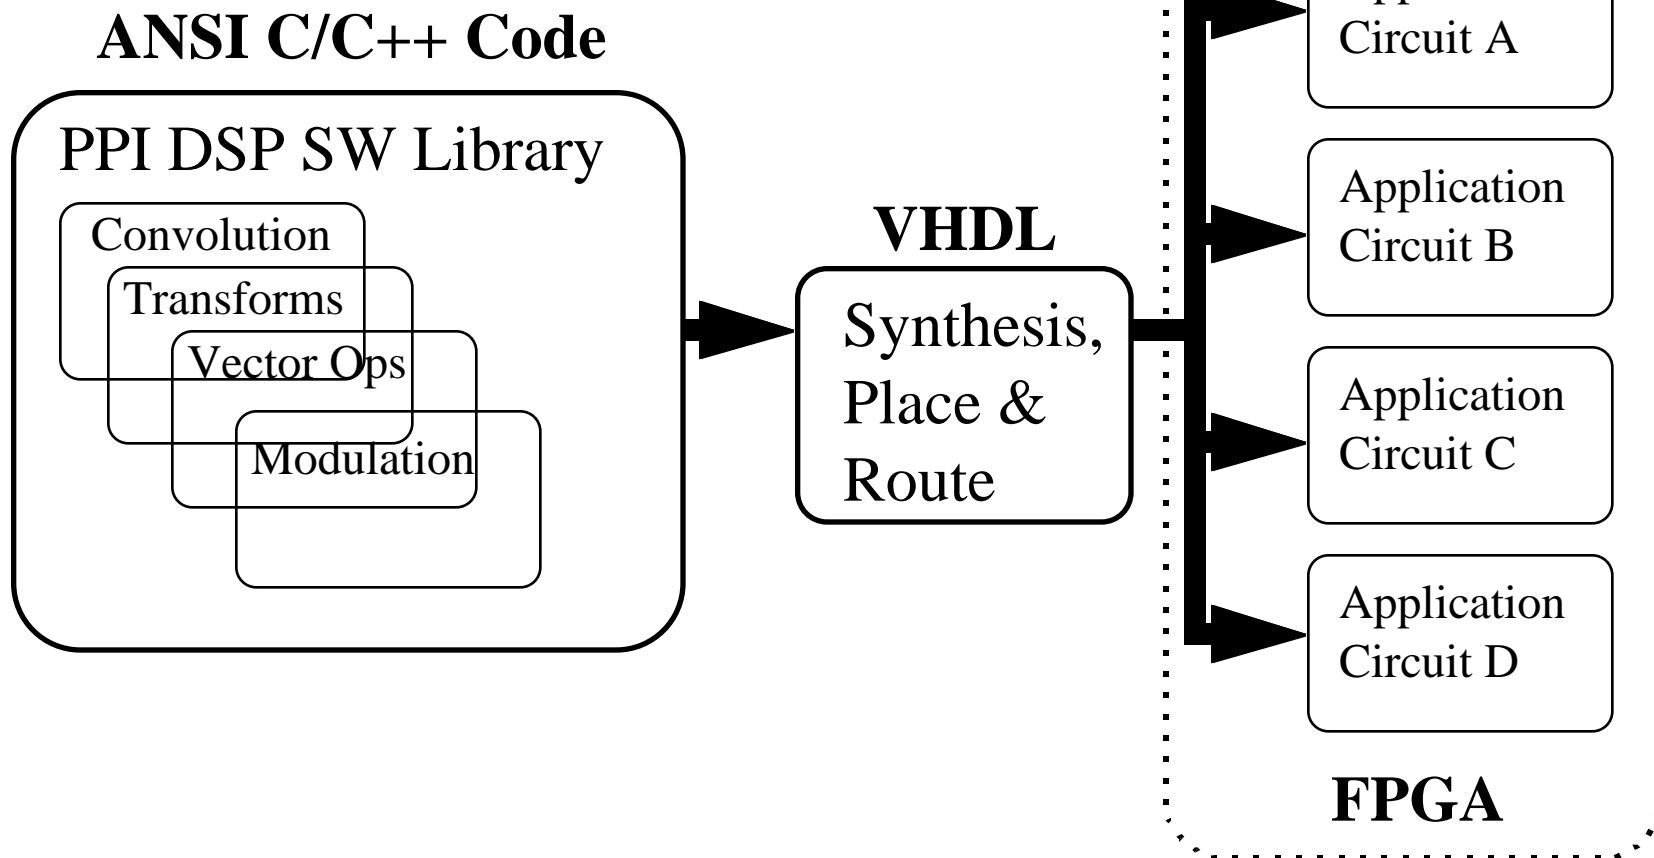 ANSI C/C++ Code
PPI DSP SW Library
Convolution
Transforms
Vector Ops
Modulation
VHDL
Synthesis,
Place &
Route
Circuit A
Application
Circuit B
Application
Circuit C
Application
Circuit D
FPGA